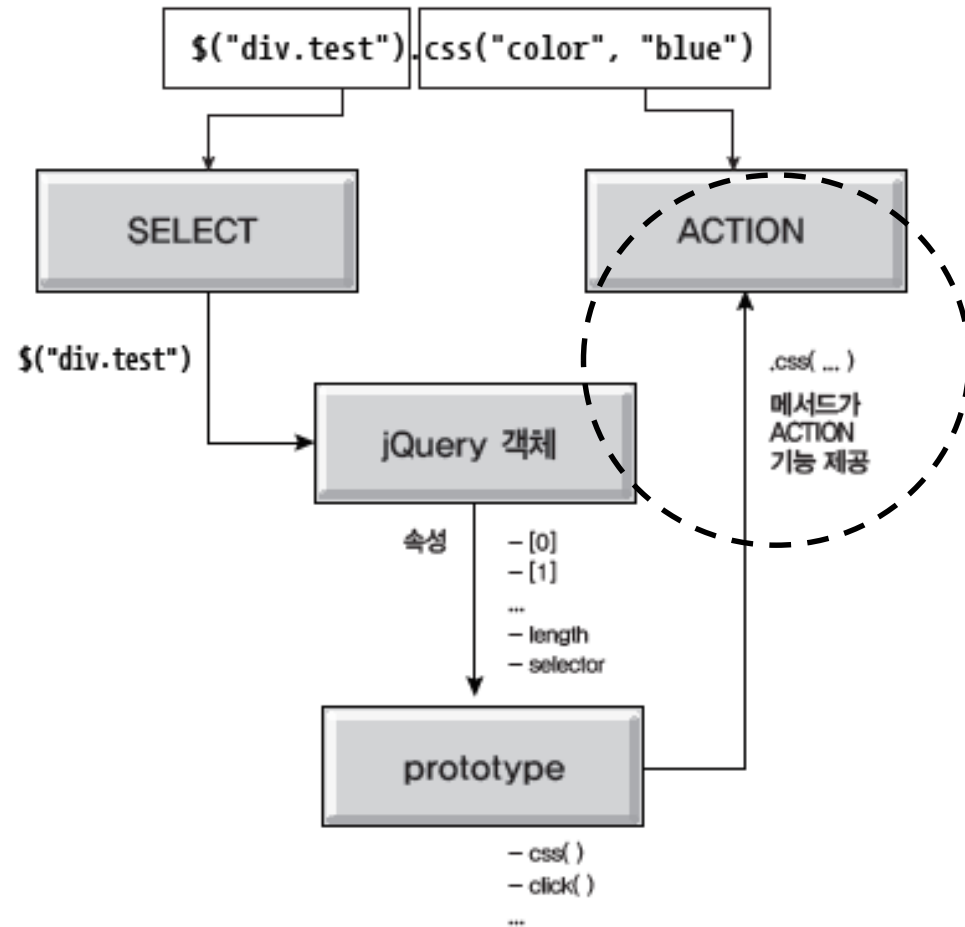 $("div.test").css("color", "blue")
SELECT
ACTION
$("div.test")
.css( ... )
메서드가
ACTION
기능 제공
jQuery 객체
속성
– [0]
– [1]
...
– length
– selector
prototype
– css( )
– click( )
...